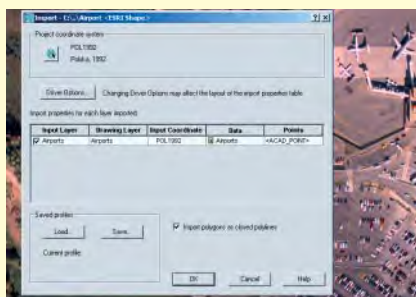 Import - C:\...\Airport <ESRI Shape>
Project coordinate system
POL1992
Polska, 1992
Driver Options... Changing Driver Options may affect the layout of the import properties table.
Import properties for each layer imported:
Input Layer Drawing Layer Input Coordinate Data Points
Airports Airports POL1992 Airports <ACAD_POINT>
Saved profiles
Load... Save...
Current profile:
Import polygons as closed polylines
OK Cancel Help